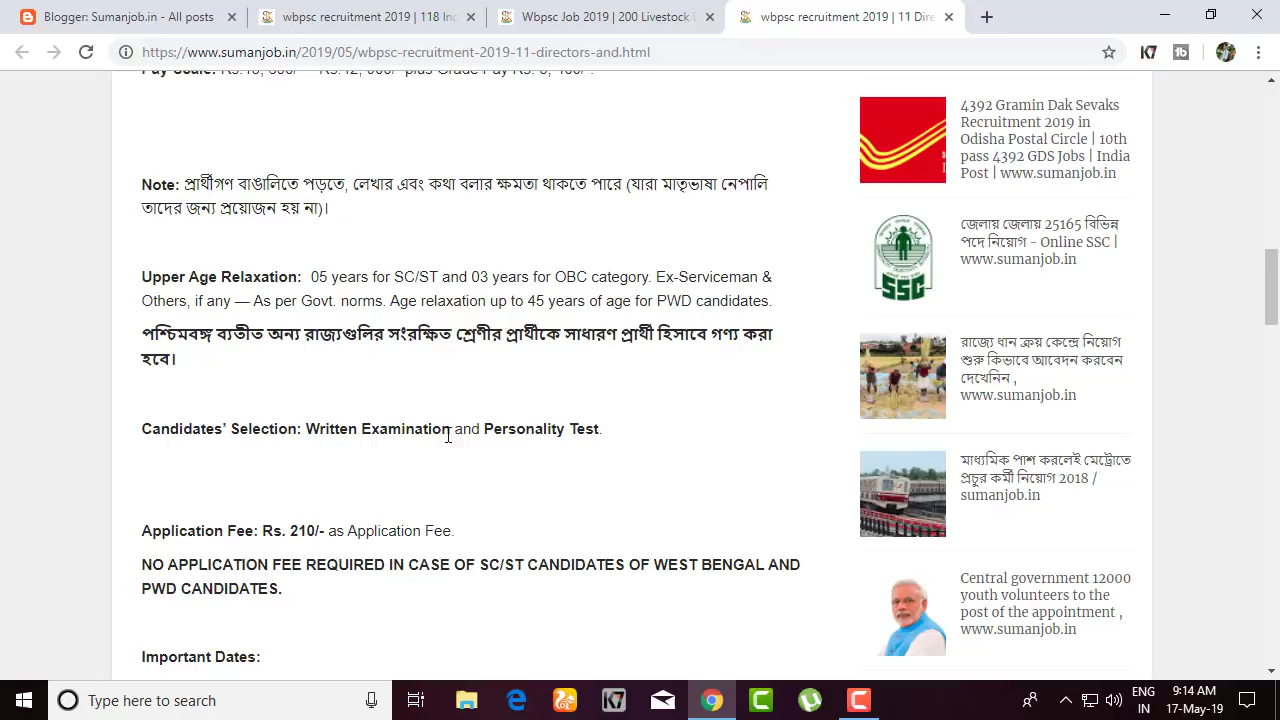 Blogger: Sumanjob.in - All posts
wbpsc recruitment 2019 | 118 In
Wbpsc Job 2019 | 200 Livestock
wbpsc recruitment 2019 | 11 Dire
https://www.sumanjob.in/2019/05/wbpsc-recruitment-2019-11-directors-and.html
Note: প্রার্থীগণ বাঙালিতে পড়তে, লেখার এবং কথা বলার ক্ষমতা থাকতে পারে (যারা মাতৃভাষা নেপালি
তাদের জন্য প্রয়োজন হয় না)।
Upper Age Relaxation: 05 years for SC/ST and 03 years for OBC category. Ex-Serviceman &
Others, if any — As per Govt. norms. Age relaxation up to 45 years of age for PWD candidates.
পশ্চিমবঙ্গ ব্যতীত অন্য রাজ্যগুলির সংরক্ষিত শ্রেণীর প্রার্থীকে সাধারণ প্রার্থী হিসাবে গণ্য করা
হবে।
Candidates' Selection: Written Examination and Personality Test.
Application Fee: Rs. 210/- as Application Fee.
NO APPLICATION FEE REQUIRED IN CASE OF SC/ST CANDIDATES OF WEST BENGAL AND
PWD CANDIDATES.
Important Dates:
4392 Gramin Dak Sevaks
Recruitment 2019 in
Odisha Postal Circle | 10th
pass 4392 GDS Jobs | India
Post | www.sumanjob.in
জেলায় জেলায় 25165 বিভিন্ন
পদে নিয়োগ - Online SSC |
www.sumanjob.in
SSC
রাজ্যে ধান ক্রয় কেন্দ্রে নিয়োগ
শুরু কিভাবে আবেদন করবেন
দেখেনিন ,
www.sumanjob.in
মাধ্যমিক পাশ করলেই মেট্রোতে
প্রচুর কর্মী নিয়োগ 2018 /
sumanjob.in
Central government 12000
youth volunteers to the
post of the appointment ,
www.sumanjob.in
Type here to search
ENG
IN
9:14 AM
17-May-19